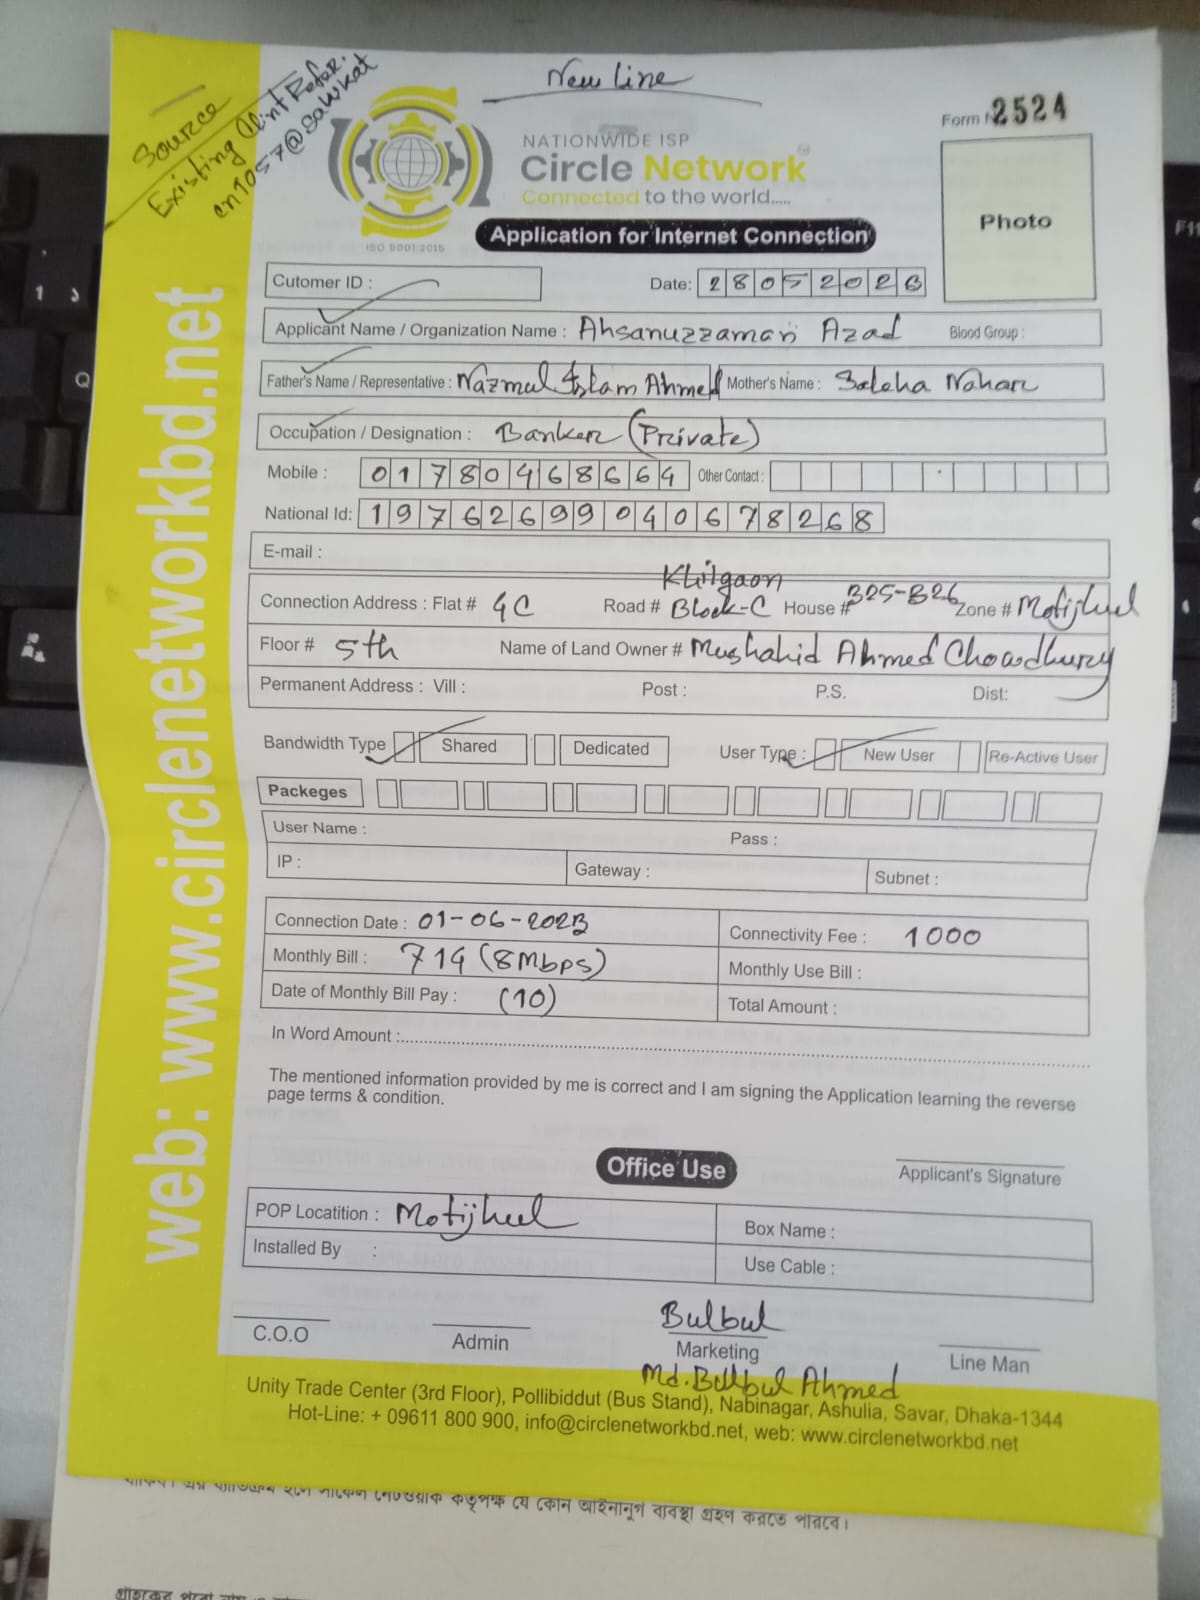 New line
Source
Existing Clint Refer:
cn1057@Sawkat
Form No 2524
NATIONWIDE ISP
Circle Network
Connected to the world.....
ISO 9001:2015
Application for Internet Connection
Photo
Cutomer ID :
Date: 28052023
Applicant Name / Organization Name : Ahsanuzzaman Azad Blood Group :
Father's Name / Representative : Nazmul Islam Ahmed Mother's Name : Saleha Nahar
Occupation / Designation : Banker (Private)
Mobile : 01780468664 Other Contact :
National Id: 19762699040678268
E-mail :
Khilgaon
Connection Address : Flat # 4C Road # Block-C House # B25-B26 Zone # Motijheel
Floor # 5th Name of Land Owner # Mushahid Ahmed Chowdhury
Permanent Address : Vill : Post : P.S. Dist:
Bandwidth Type Shared Dedicated User Type : New User Re-Active User
Packeges
User Name : Pass :
IP : Gateway : Subnet :
Connection Date : 01-06-2023 Connectivity Fee : 1000
Monthly Bill : 714 (8Mbps) Monthly Use Bill :
Date of Monthly Bill Pay : (10) Total Amount :
In Word Amount :
The mentioned information provided by me is correct and I am signing the Application learning the reverse
page terms & condition.
Office Use
Applicant's Signature
POP Locatition : Motijheel Box Name :
Installed By : Use Cable :
Bulbul
C.O.O Admin Marketing Line Man
Md. Bulbul Ahmed
Unity Trade Center (3rd Floor), Pollibiddut (Bus Stand), Nabinagar, Ashulia, Savar, Dhaka-1344
Hot-Line: + 09611 800 900, info@circlenetworkbd.net, web: www.circlenetworkbd.net
web: www.circlenetworkbd.net
কর্তৃপক্ষ যে কোন আইনানুগ ব্যবস্থা গ্রহণ করতে পারবে।